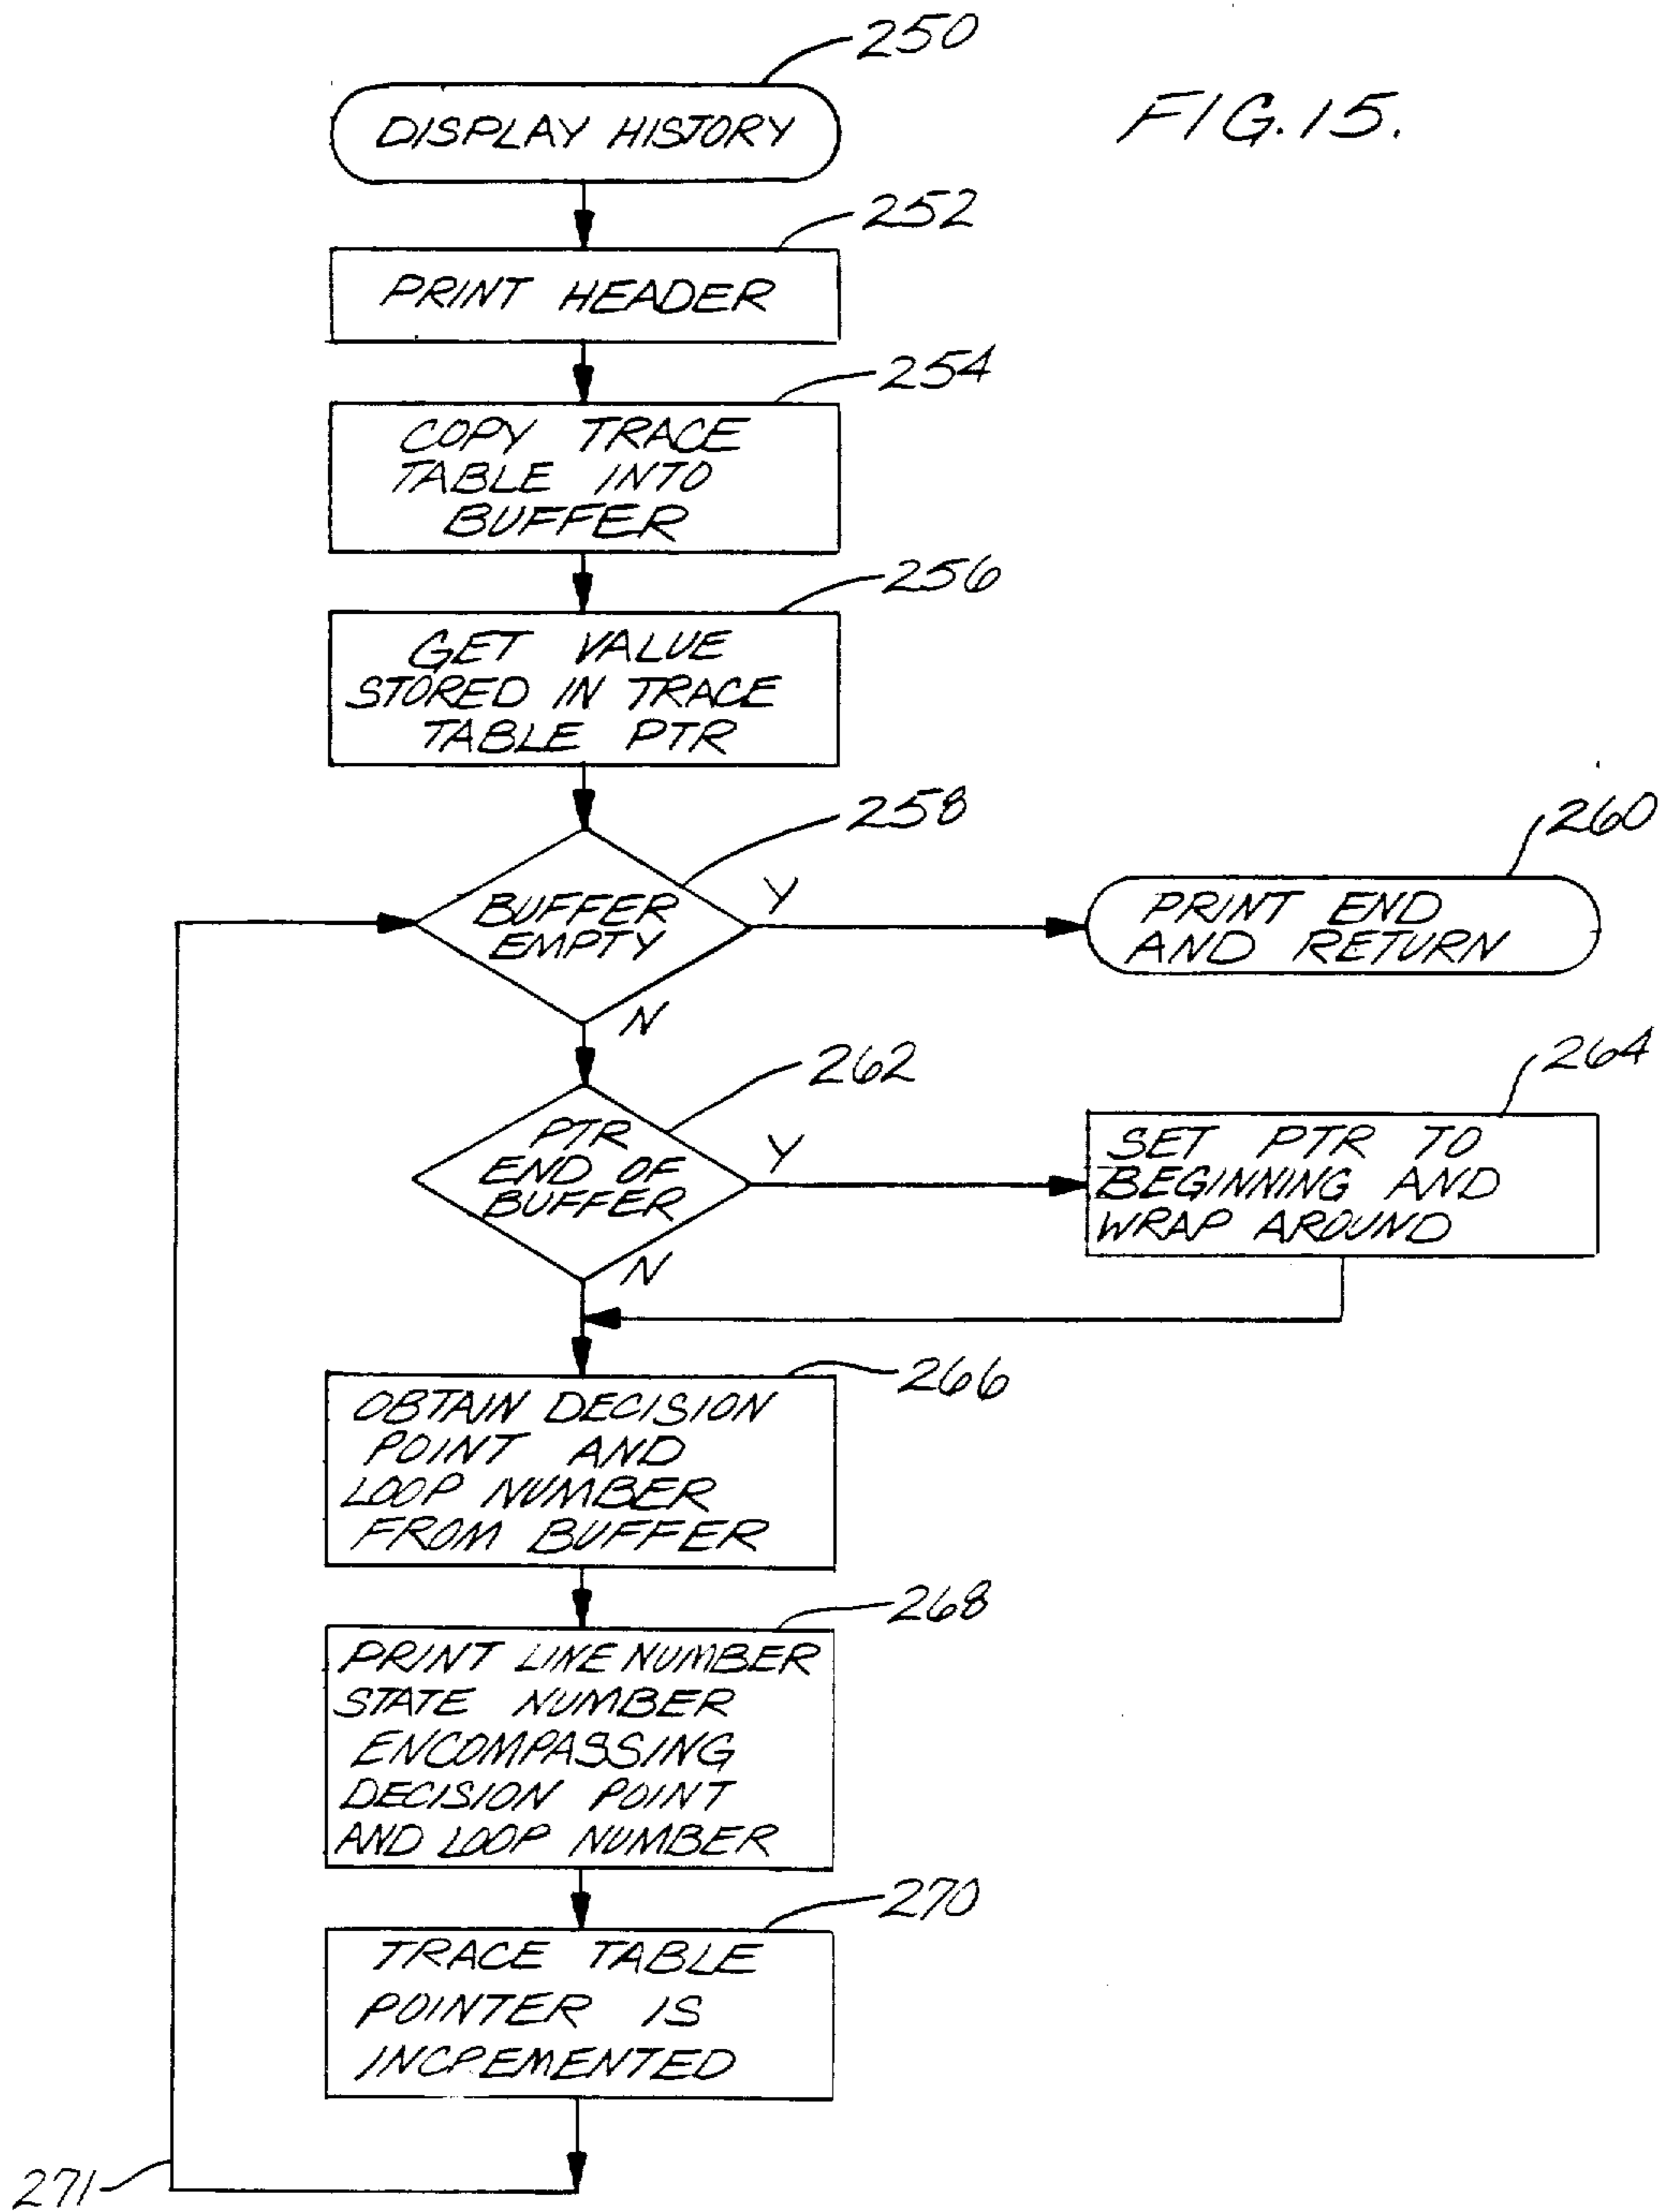 250
FIG. 15.
DISPLAY HISTORY
252
PRINT HEADER
254
COPY TRACE
TABLE INTO
BUFFER
256
GET VALUE
STORED IN TRACE
TABLE PTR
258
BUFFER
EMPTY
Y
N
260
PRINT END
AND RETURN
262
PTR
END OF
BUFFER
Y
N
264
SET PTR TO
BEGINNING AND
WRAP AROUND
266
OBTAIN DECISION
POINT AND
LOOP NUMBER
FROM BUFFER
268
PRINT LINE NUMBER
STATE NUMBER
ENCOMPASSING
DECISION POINT
AND LOOP NUMBER
270
TRACE TABLE
POINTER IS
INCREMENTED
271